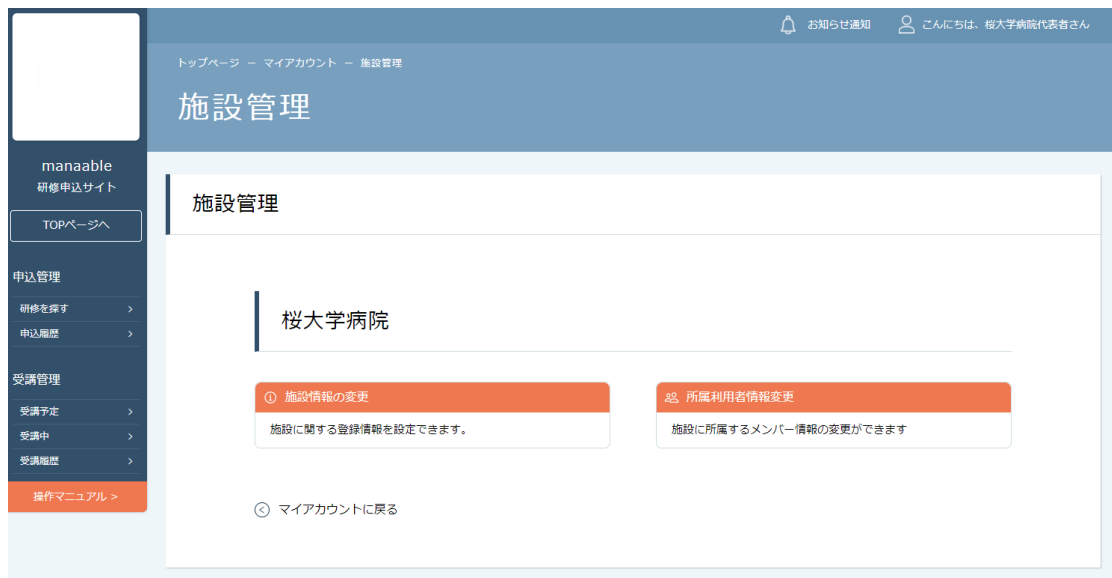 お知らせ通知
こんにちは、桜大学病院代表者さん
トップページ － マイアカウント － 施設管理
施設管理
manaable
研修申込サイト
TOPページへ
申込管理
研修を探す
申込履歴
受講管理
受講予定
受講中
受講履歴
操作マニュアル >
施設管理
桜大学病院
施設情報の変更
施設に関する登録情報を設定できます。
所属利用者情報変更
施設に所属するメンバー情報の変更ができます
マイアカウントに戻る